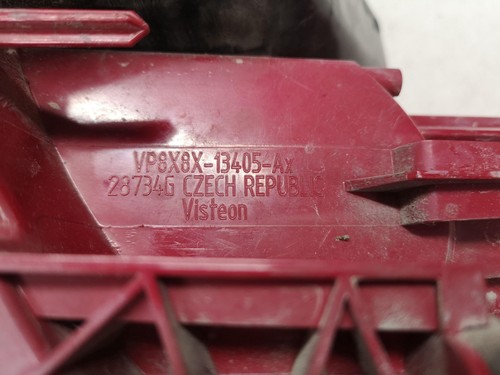 VP8X8X-13405-AX
28734G CZECH REPUBLIC
Visteon